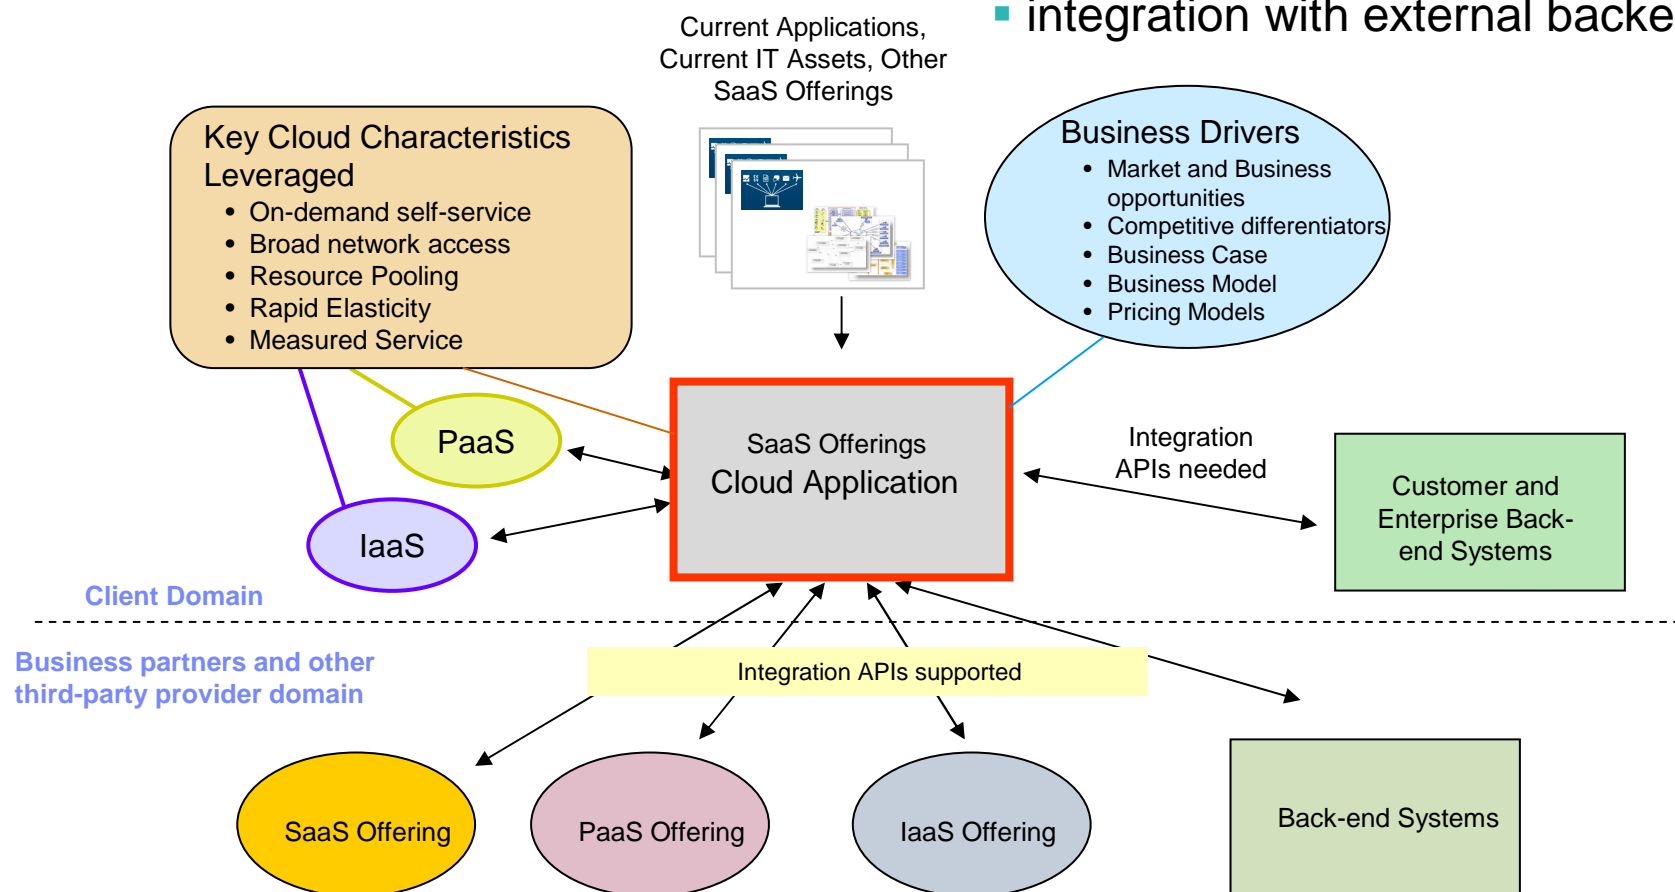 integration with external backe
Current Applications,
Current IT Assets, Other
SaaS Offerings
Key Cloud Characteristics
Leveraged
• On-demand self-service
• Broad network access
• Resource Pooling
• Rapid Elasticity
• Measured Service
Business Drivers
• Market and Business
opportunities
• Competitive differentiators
• Business Case
• Business Model
• Pricing Models
PaaS
IaaS
SaaS Offerings
Cloud Application
Integration
APIs needed
Customer and
Enterprise Back-
end Systems
Client Domain
Business partners and other
third-party provider domain
Integration APIs supported
SaaS Offering
PaaS Offering
IaaS Offering
Back-end Systems